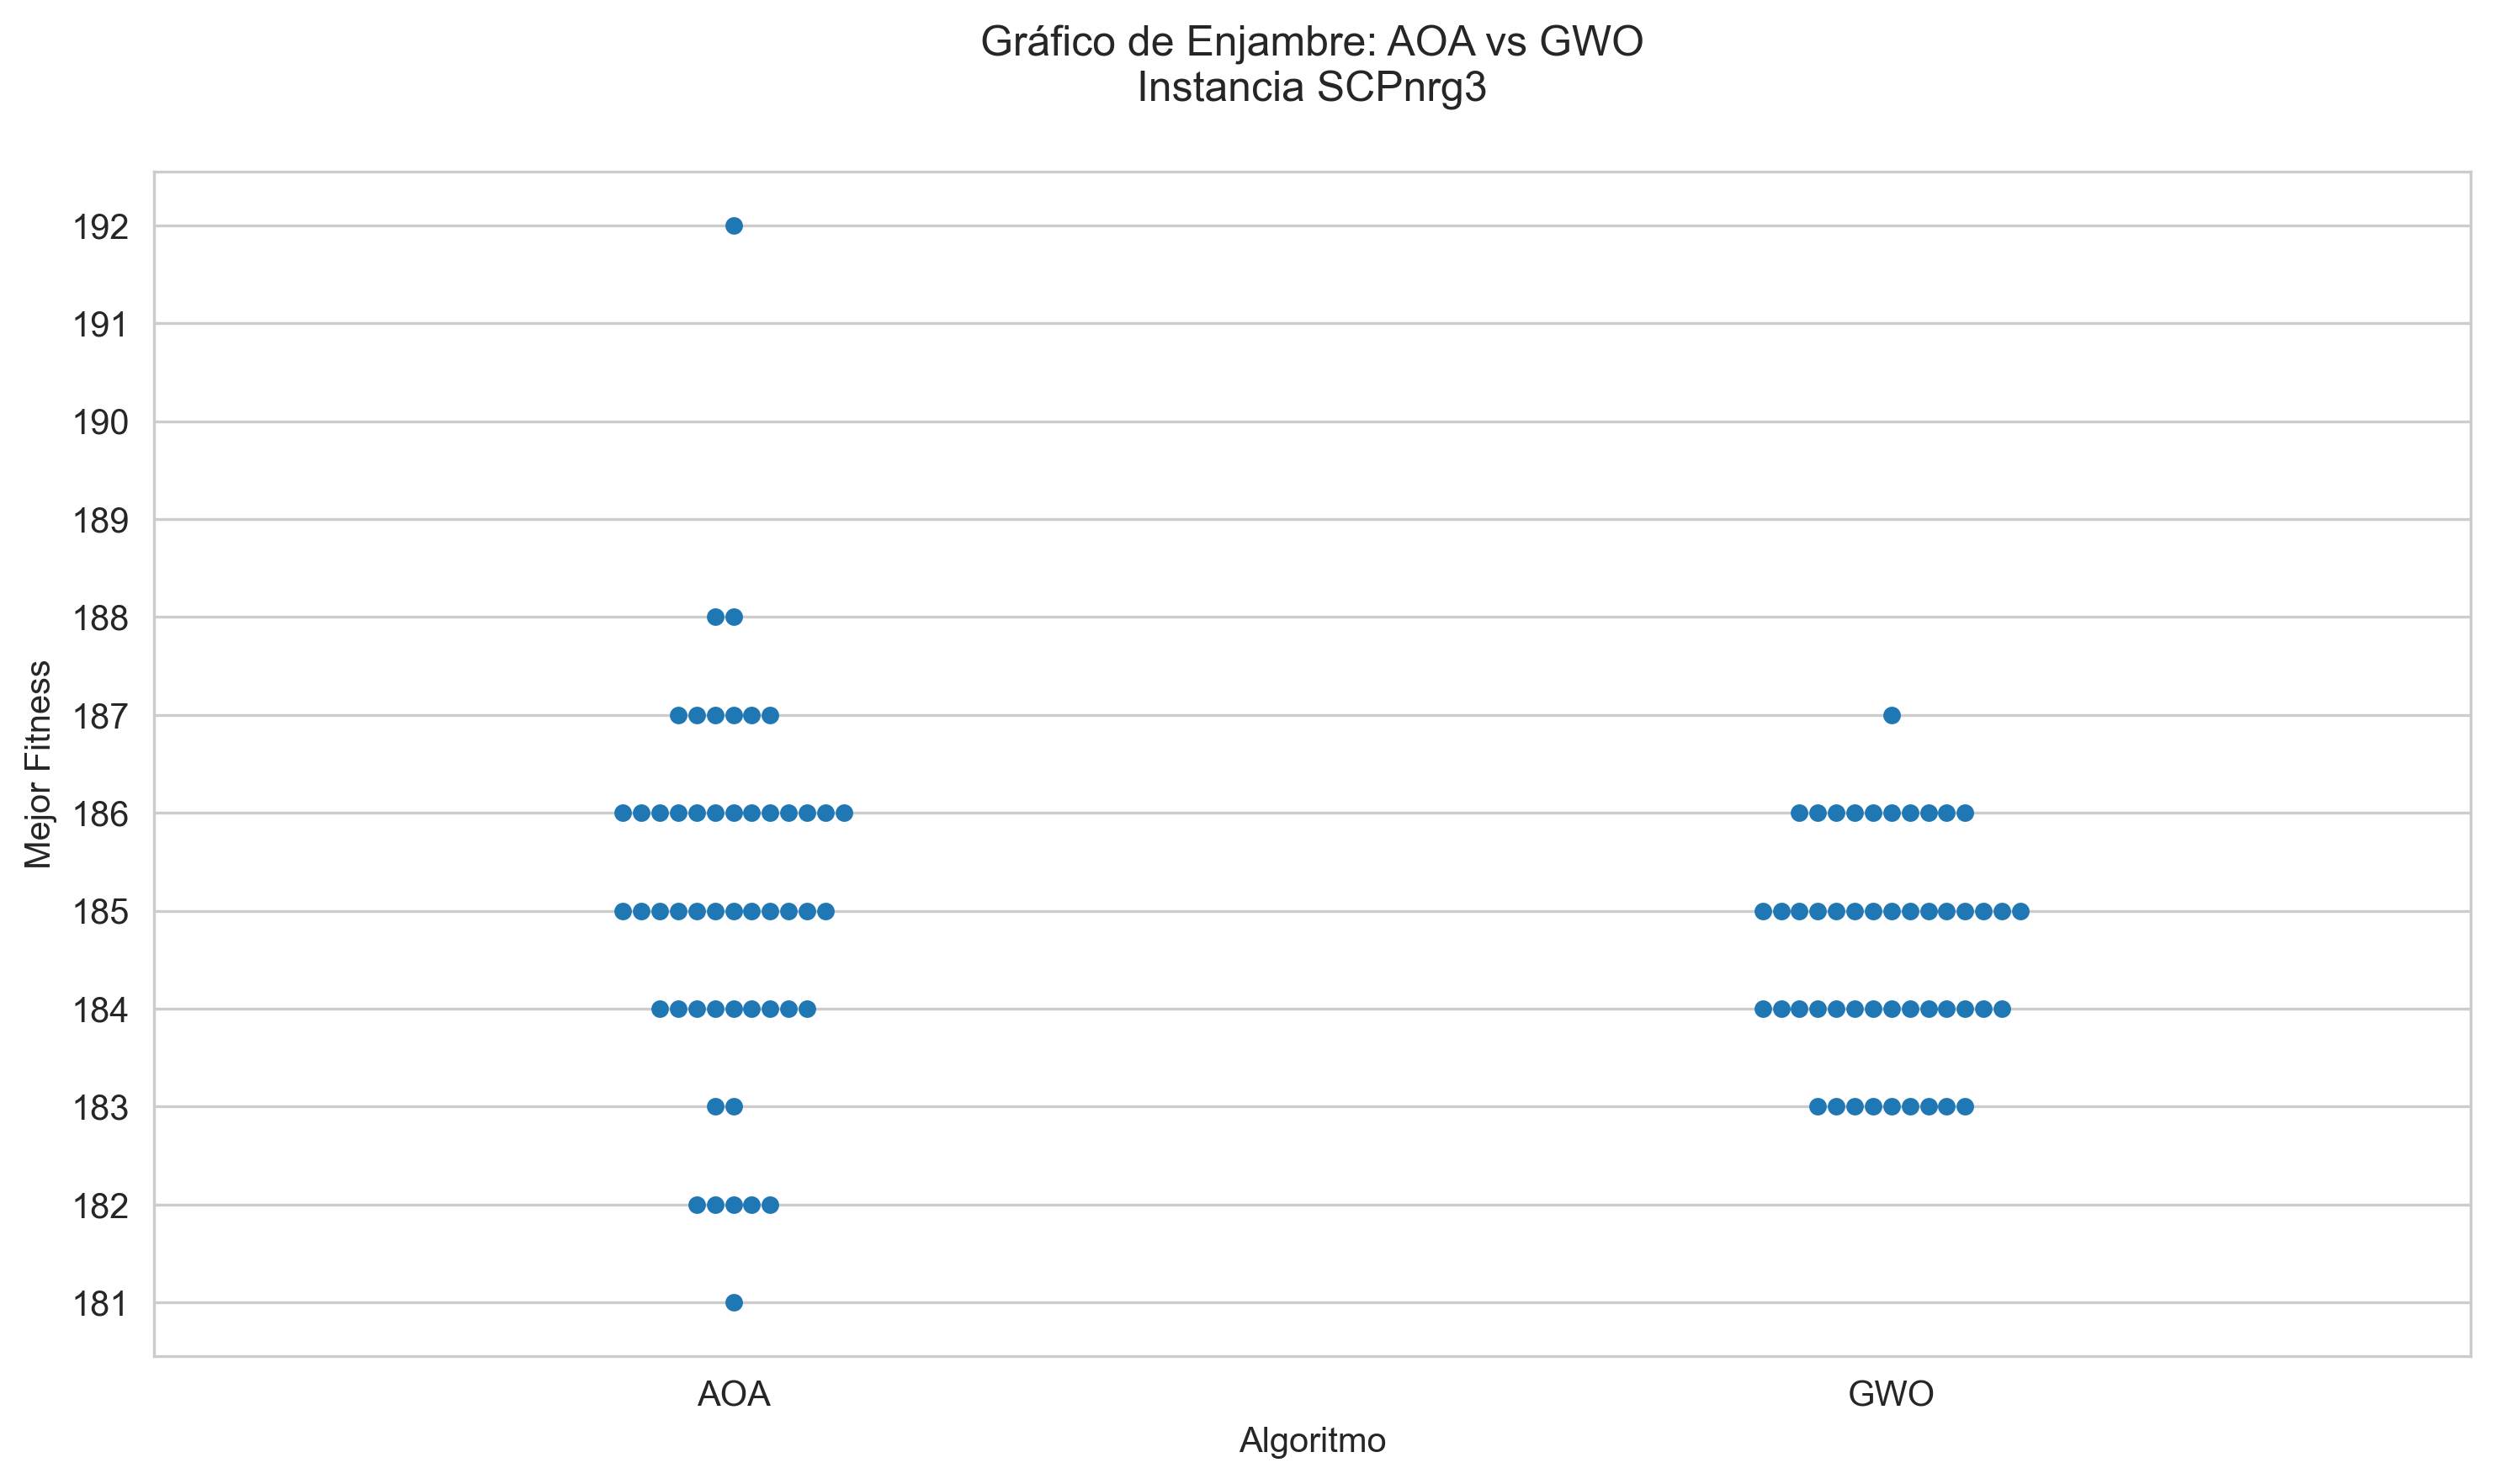 Gráfico de Enjambre: AOA vs GWO
Instancia SCPnrg3
Mejor Fitness
192
191
190
189
188
187
186
185
184
183
182
181
AOA
GWO
Algoritmo